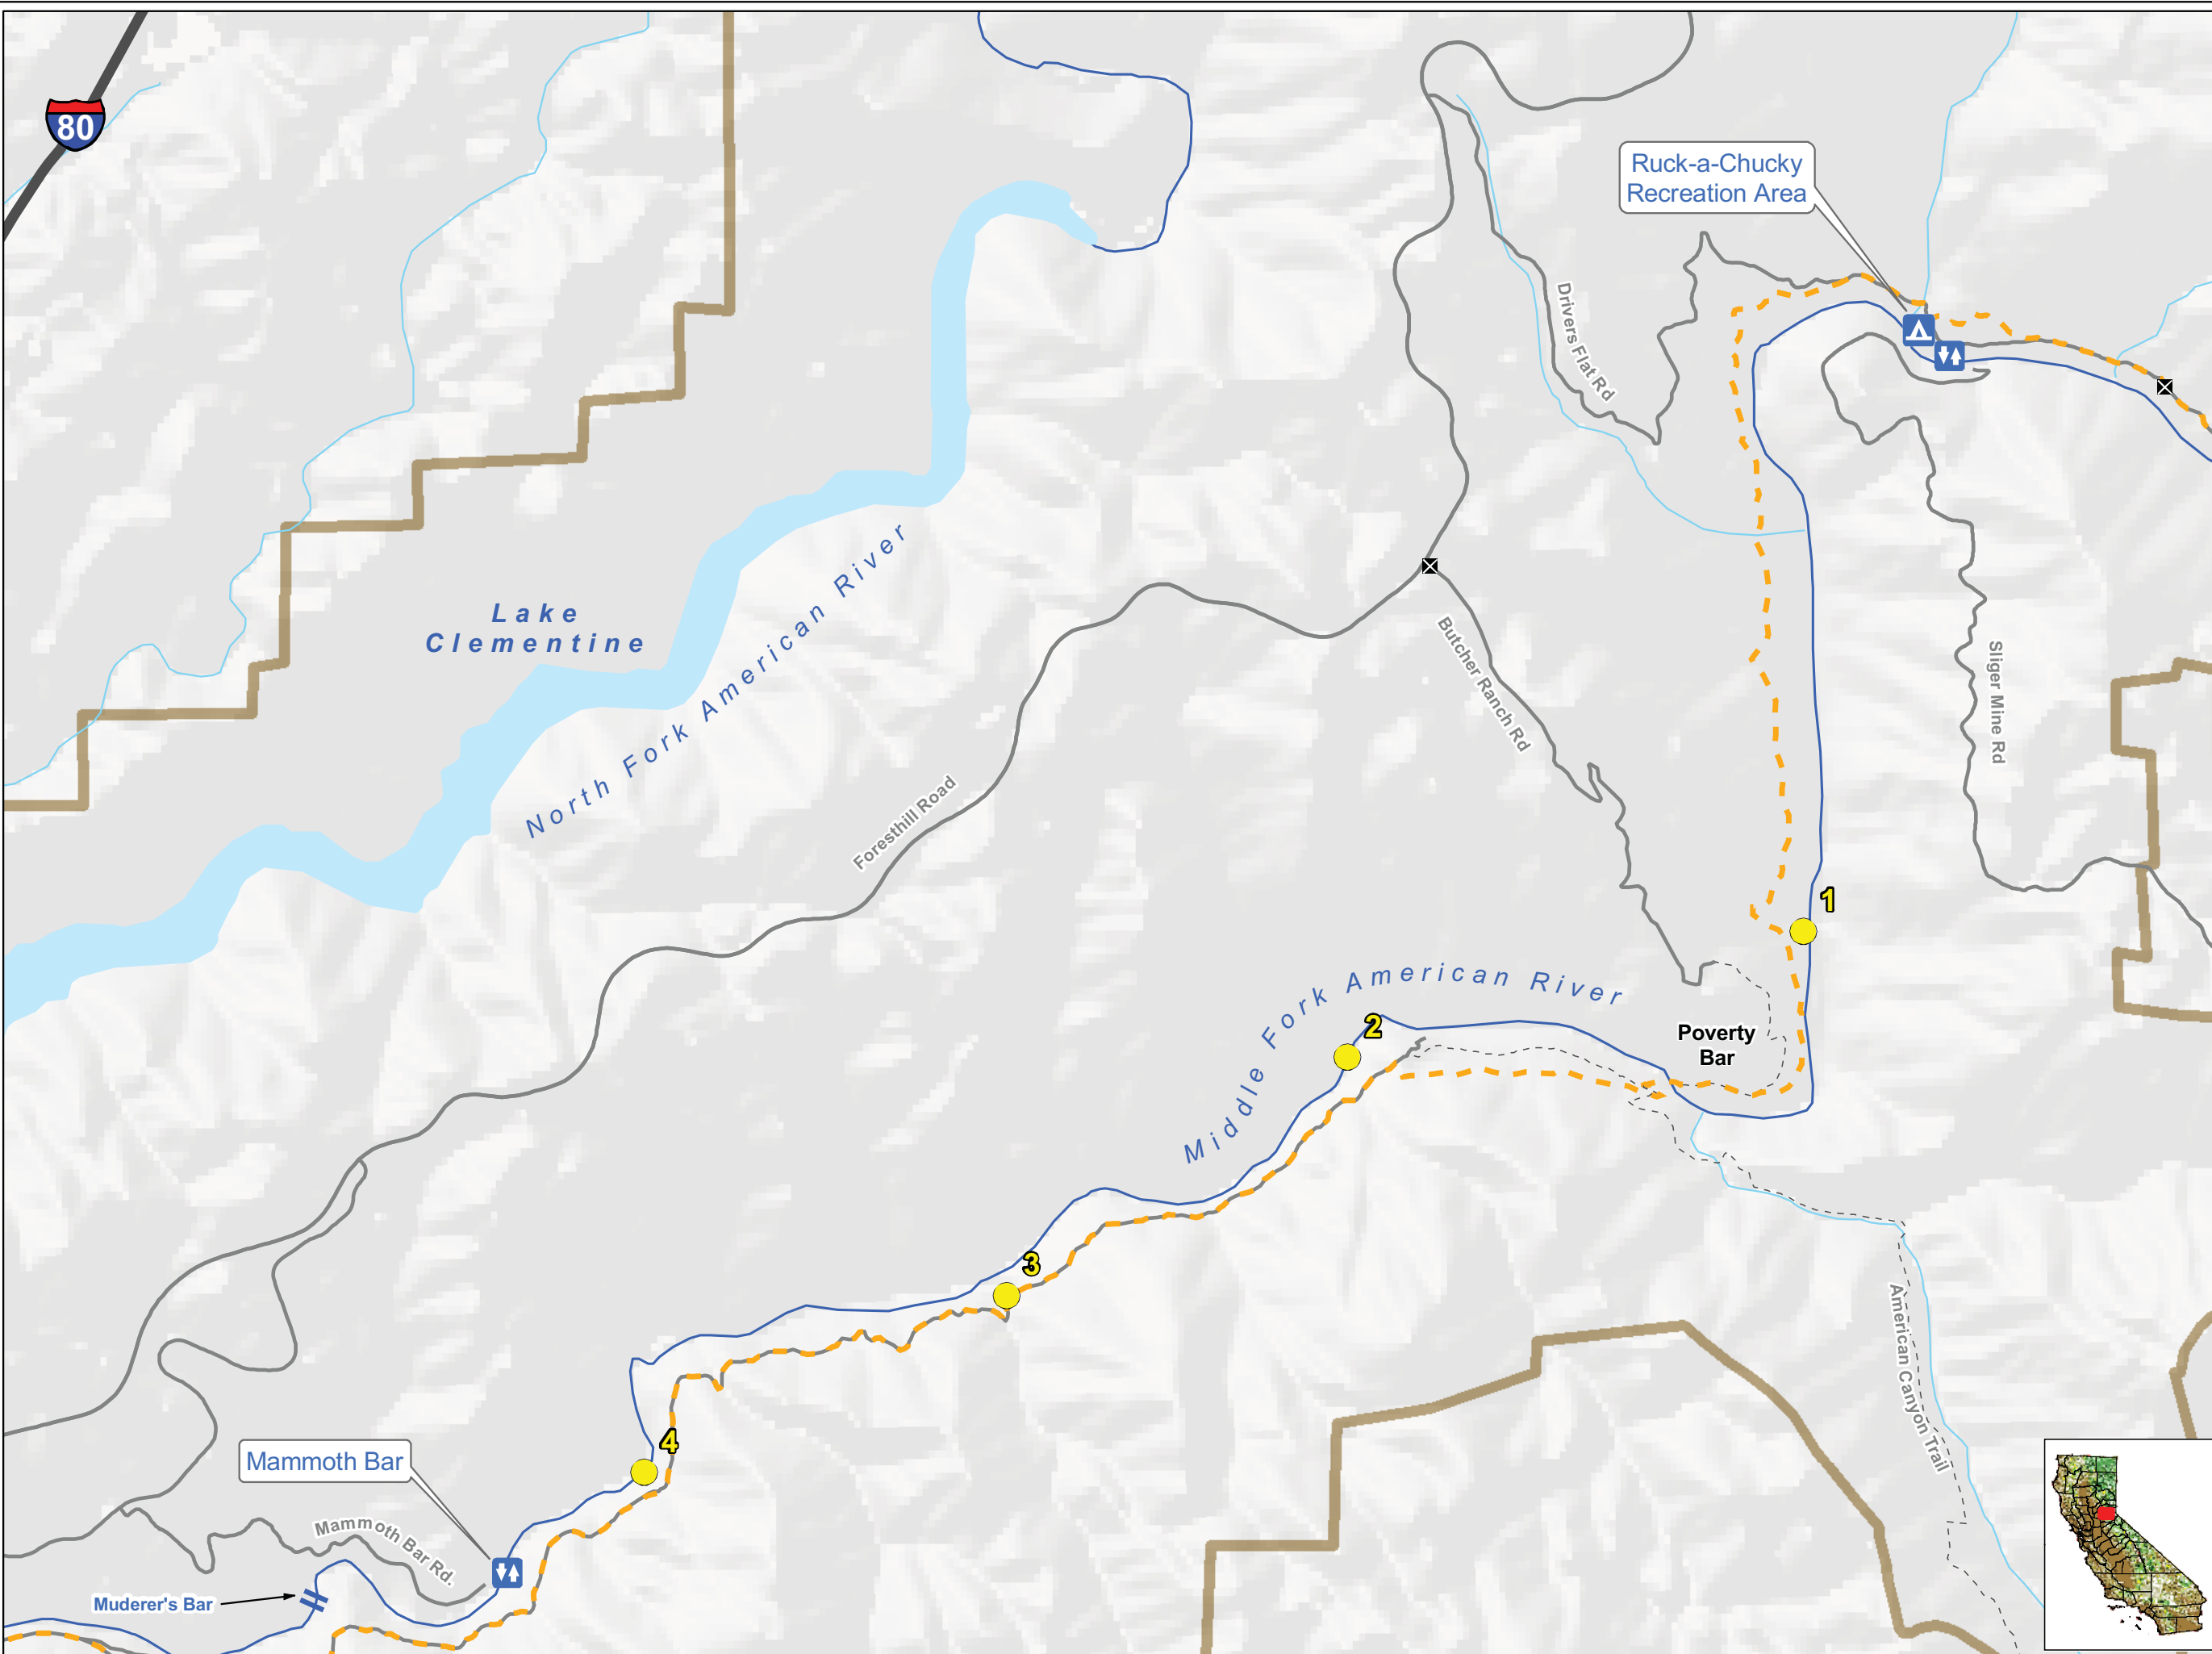 80
Ruck-a-Chucky
Recreation Area
Drivers Flat Rd
Lake
Clementine
North Fork American River
Butcher Ranch Rd
Sliger Mine Rd
Foresthill Road
1
Middle Fork American River
2
Poverty
Bar
3
American Canyon Trail
4
Mammoth Bar
Mammoth Bar Rd.
Muderer's Bar